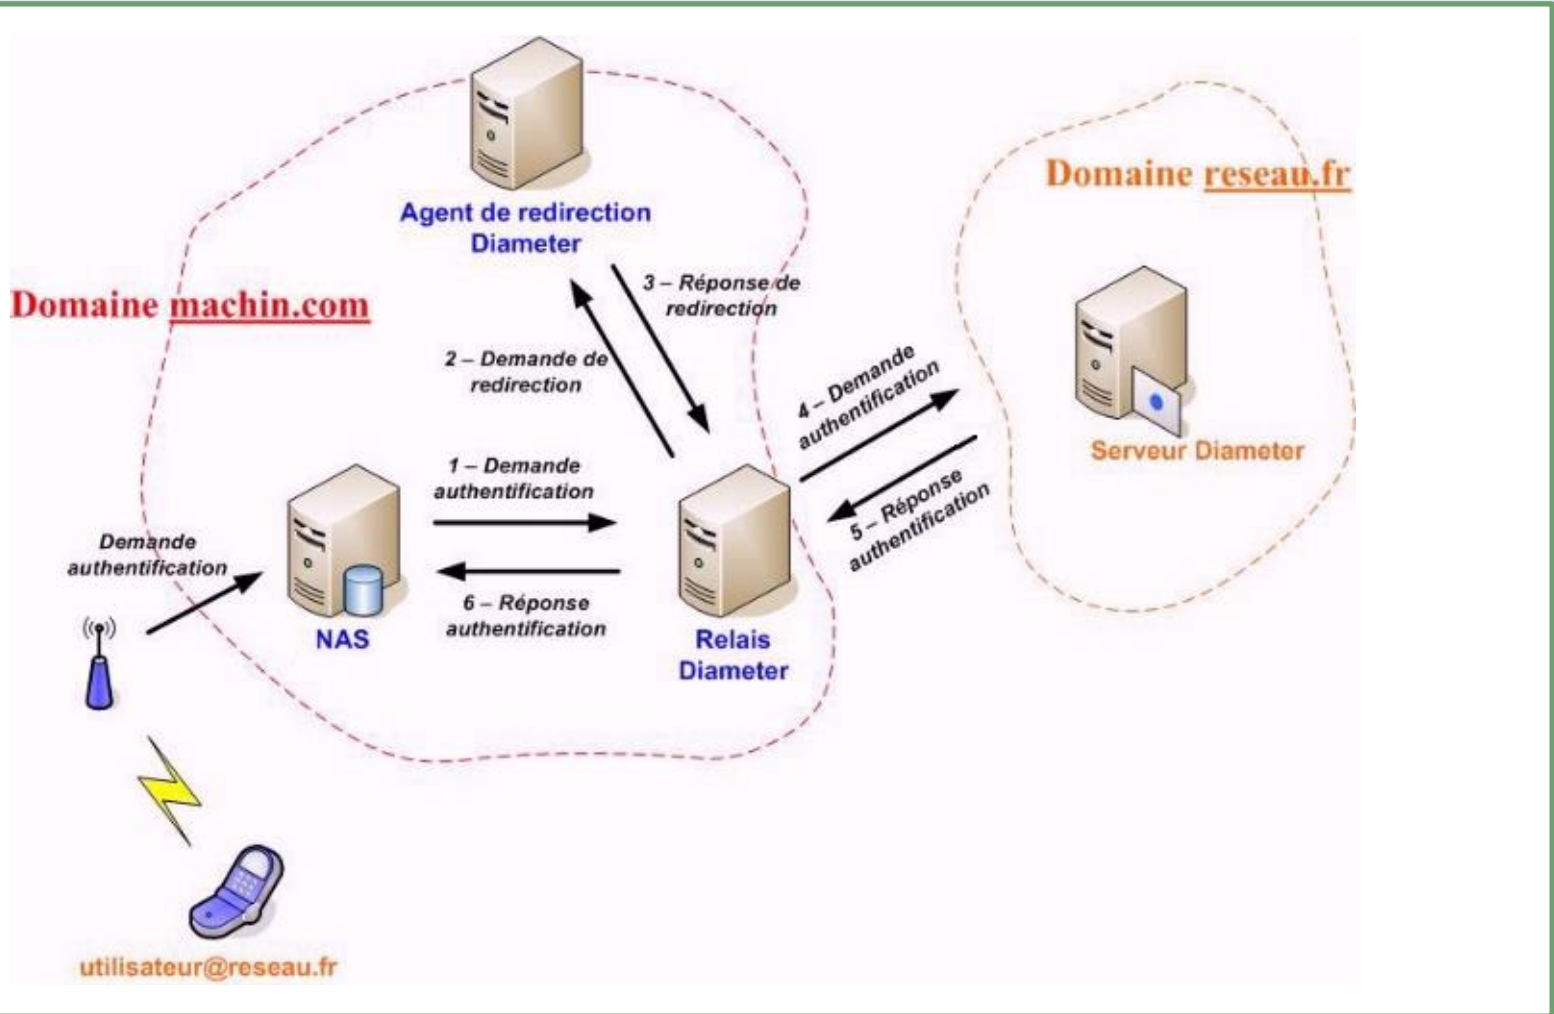 Agent de redirection
Diameter
Domaine reseau.fr
Domaine machin.com
3 – Réponse de
redirection
2 – Demande de
redirection
4 – Demande
authentification
Serveur Diameter
1 – Demande
authentification
5 – Réponse
authentification
Demande
authentification
6 – Réponse
authentification
NAS
Relais
Diameter
utilisateur@reseau.fr